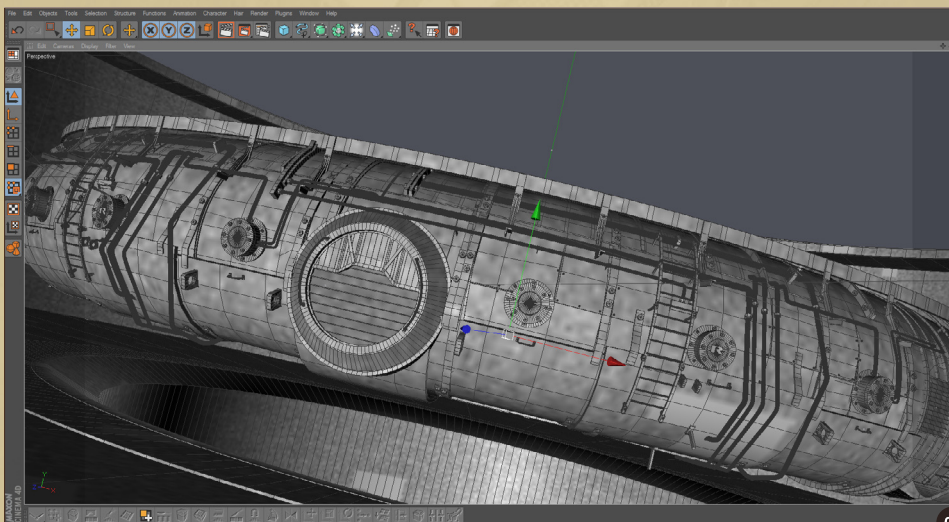 File Edit Objects Tools Selection Structure Functions Animation Character Hair Render Plugins Window Help
X Y Z
Edit Cameras Display Filter View
Perspective
Y
Z X
MAXON
CINEMA 4D